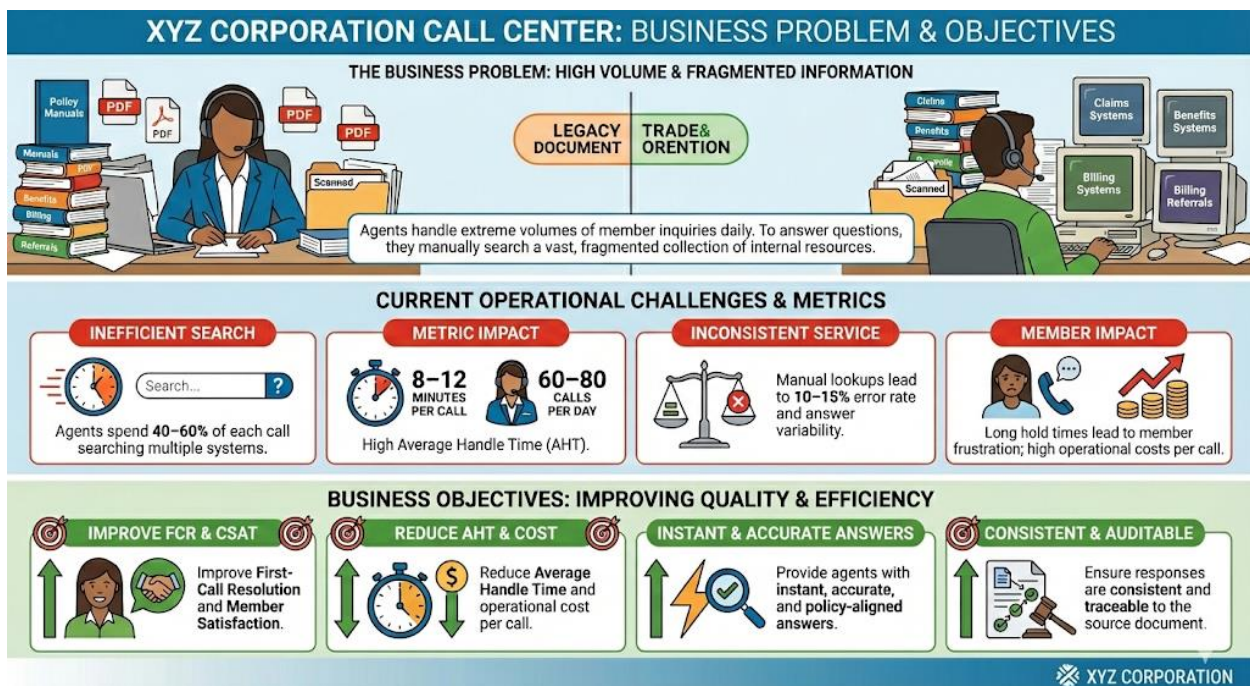 XYZ CORPORATION CALL CENTER: BUSINESS PROBLEM & OBJECTIVES
THE BUSINESS PROBLEM: HIGH VOLUME & FRAGMENTED INFORMATION
Policy
Manuals
PDF
PDF
PDF
PDF
Manuals
Benefits
Billing
Referrals
Scanned
LEGACY
DOCUMENT
TRADE&
ORENTION
Benefits
Scanned
Claims
Systems
Benefits
Systems
Billing
Systems
Billing
Referrals
Agents handle extreme volumes of member inquiries daily. To answer questions,
they manually search a vast, fragmented collection of internal resources.
CURRENT OPERATIONAL CHALLENGES & METRICS
INEFFICIENT SEARCH
Search...
?
Agents spend 40–60% of each call
searching multiple systems.
METRIC IMPACT
8–12
MINUTES
PER CALL
60–80
CALLS
PER DAY
High Average Handle Time (AHT).
INCONSISTENT SERVICE
Manual lookups lead
to 10–15% error rate
and answer
variability.
MEMBER IMPACT
Long hold times lead to member
frustration; high operational costs per call.
BUSINESS OBJECTIVES: IMPROVING QUALITY & EFFICIENCY
IMPROVE FCR & CSAT
Improve First-
Call Resolution
and Member
Satisfaction.
REDUCE AHT & COST
$
Reduce Average
Handle Time and
operational cost
per call.
INSTANT & ACCURATE ANSWERS
Provide agents with
instant, accurate,
and policy-aligned
answers.
CONSISTENT & AUDITABLE
Ensure responses
are consistent and
traceable to the
source document.
XYZ CORPORATION